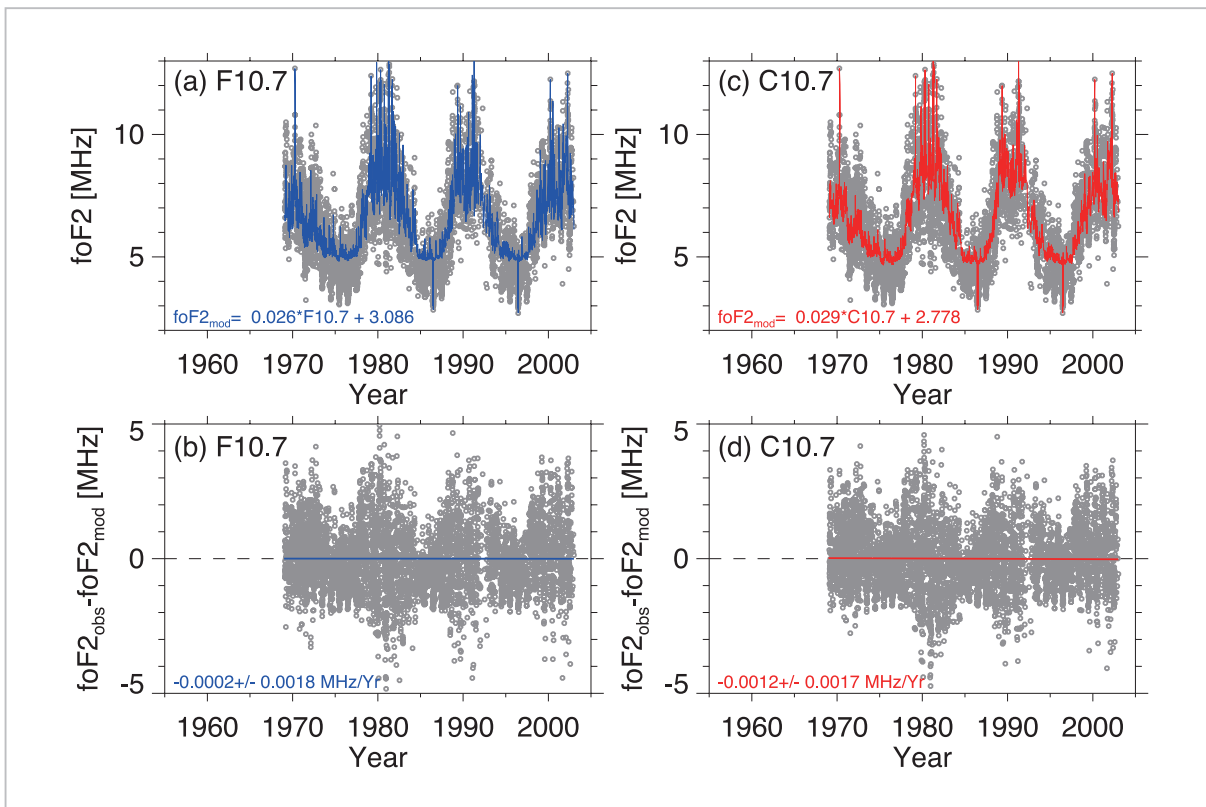 (a) F10.7
foF2 [MHz]
10
5
foF2mod= 0.026*F10.7 + 3.086
1960 1970 1980 1990 2000
Year
(c) C10.7
foF2 [MHz]
10
5
foF2mod= 0.029*C10.7 + 2.778
1960 1970 1980 1990 2000
Year
(b) F10.7
foF2obs-foF2mod [MHz]
5
0
-5
-0.0002+/- 0.0018 MHz/Yr
1960 1970 1980 1990 2000
Year
(d) C10.7
foF2obs-foF2mod [MHz]
5
0
-5
-0.0012+/- 0.0017 MHz/Yr
1960 1970 1980 1990 2000
Year